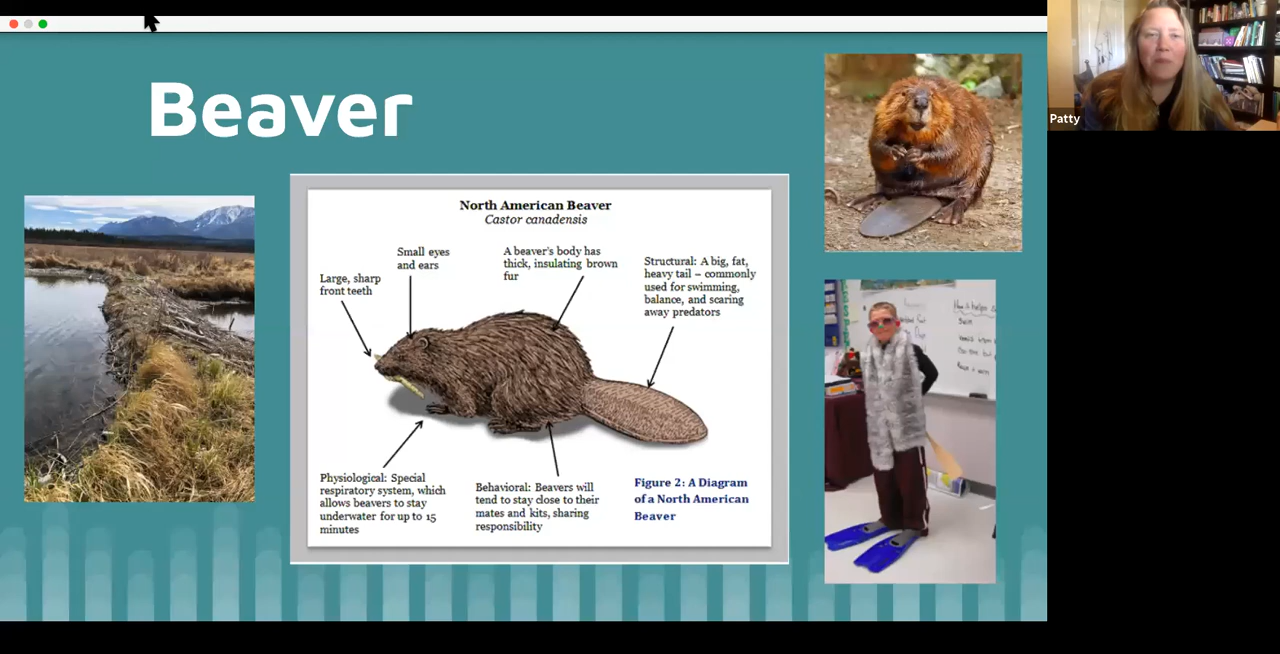 Beaver
North American Beaver
Castor canadensis
Small eyes
and ears
A beaver's body has
thick, insulating brown
fur
Structural: A big, fat,
heavy tail – commonly
used for swimming,
balance, and scaring
away predators
Large, sharp
front teeth
Physiological: Special
respiratory system, which
allows beavers to stay
underwater for up to 15
minutes
Behavioral: Beavers will
tend to stay close to their
mates and kits, sharing
responsibility
Figure 2: A Diagram
of a North American
Beaver
swim
Patty